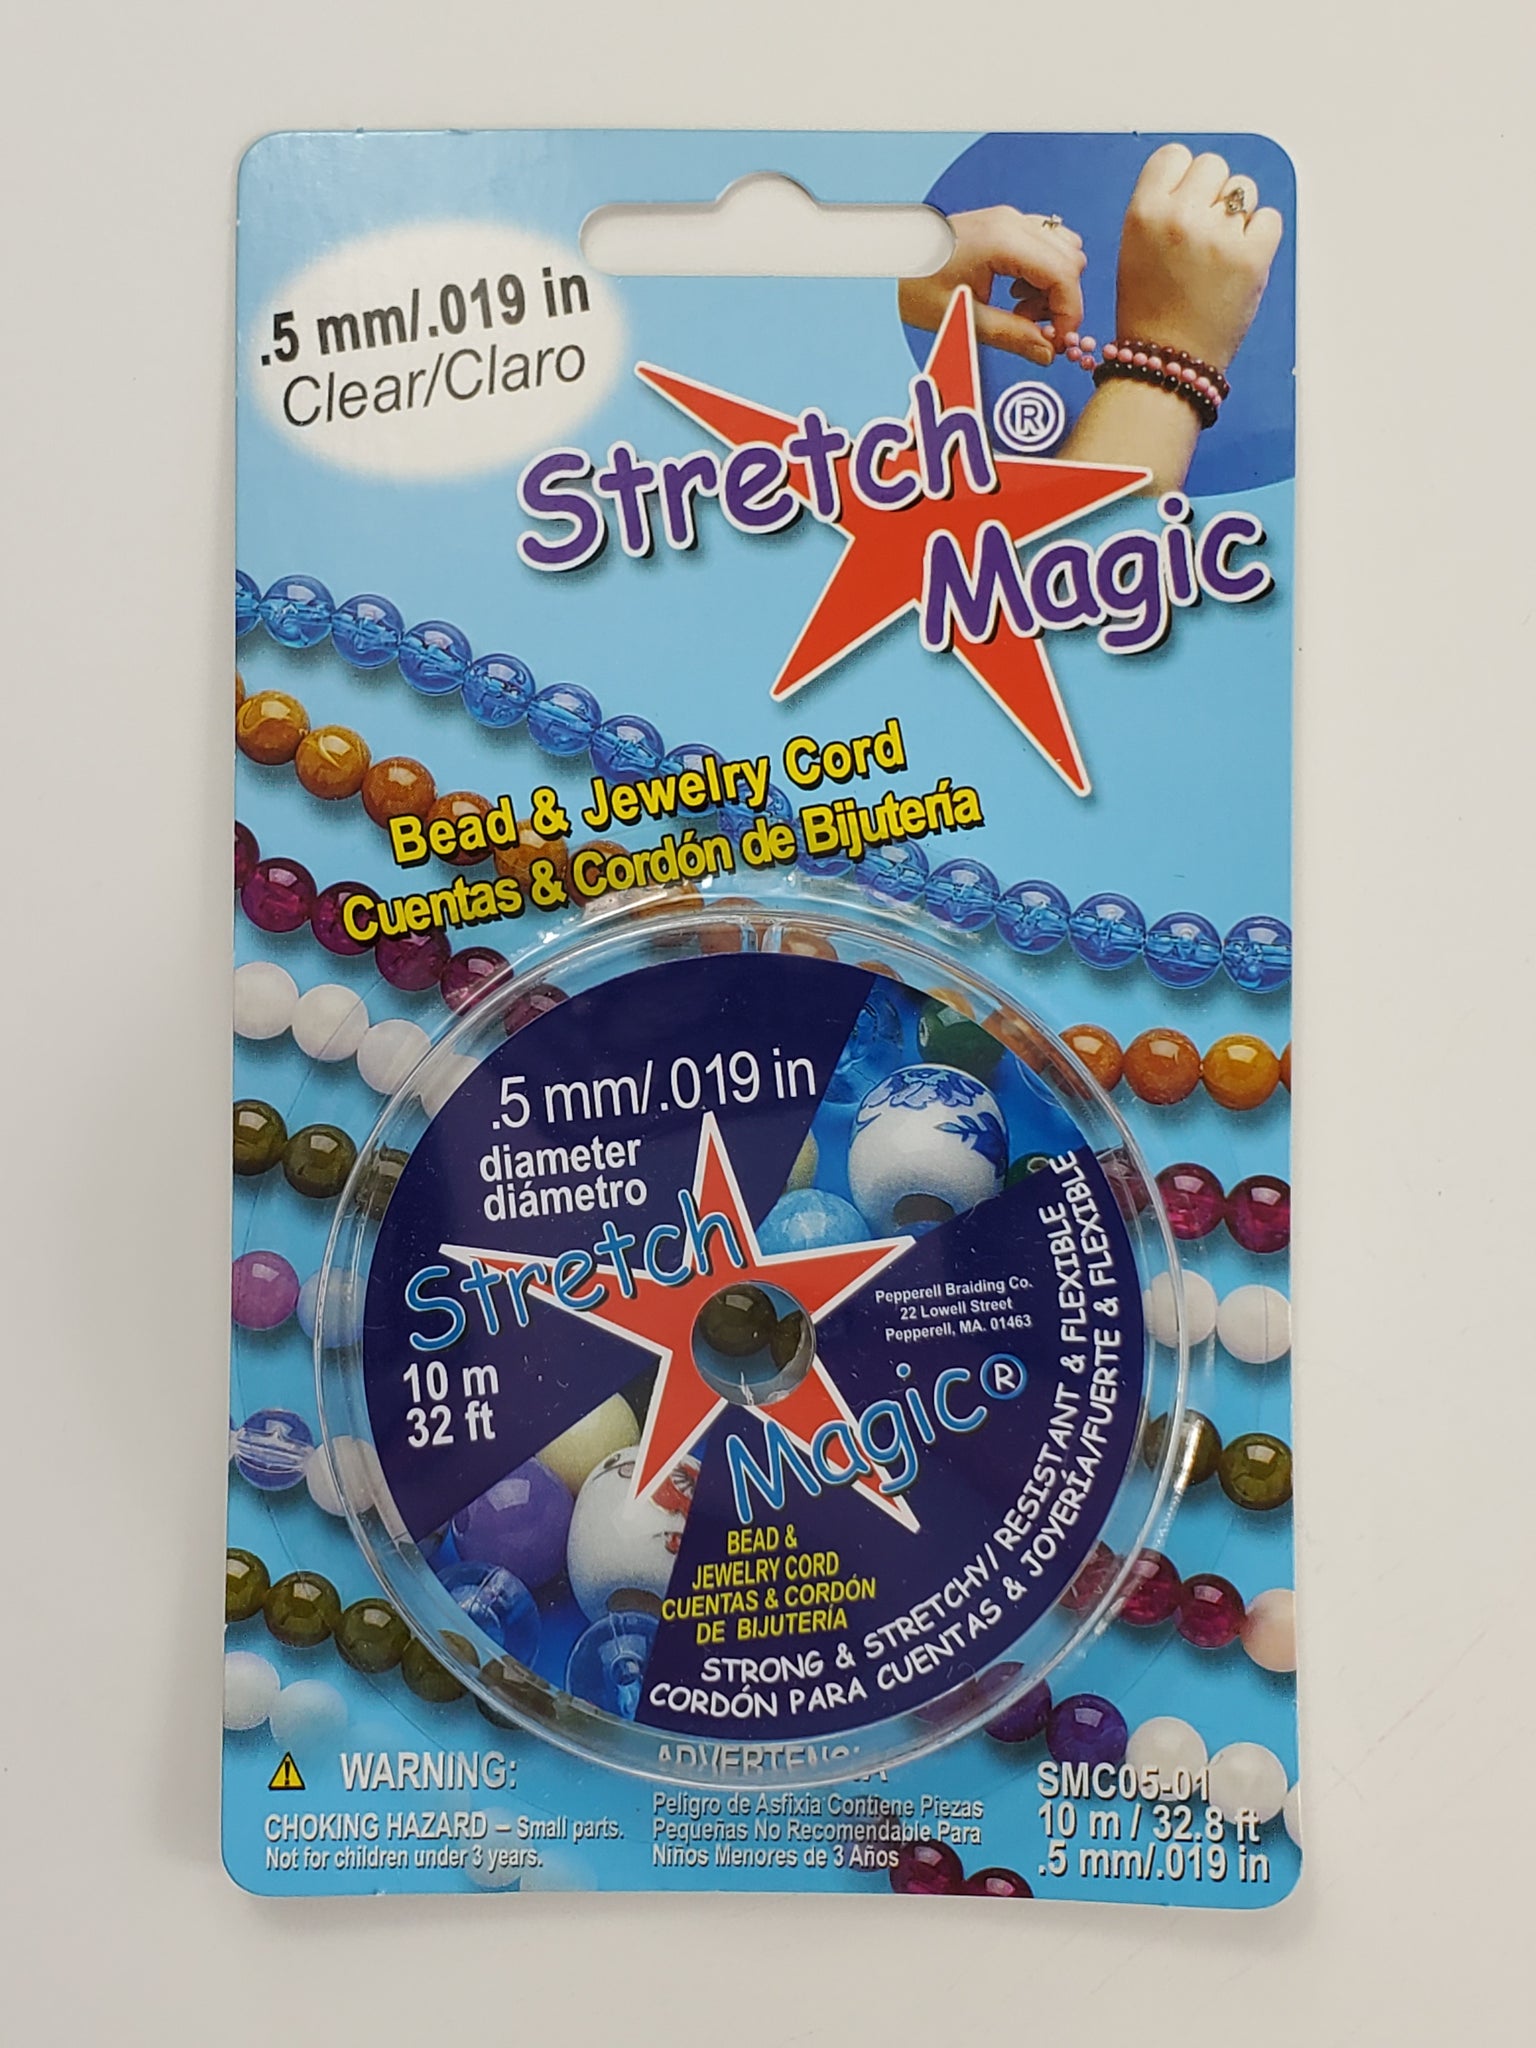 .5 mm/.019 in
Clear/Claro
Stretch®
Magic
Bead & Jewelry Cord
Cuentas & Cordón de Bijutería
.5 mm/.019 in
diameter
diámetro
Stretch
10 m
32 ft
Pepperell Braiding Co.
22 Lowell Street
Pepperell, MA. 01463
Magic®
BEAD &
JEWELRY CORD
CUENTAS & CORDÓN
DE BIJUTERÍA
STRONG & STRETCHY/ RESISTANT & FLEXIBLE
CORDÓN PARA CUENTAS & JOYERÍA/FUERTE & FLEXIBLE
WARNING:
CHOKING HAZARD – Small parts.
Not for children under 3 years.
Peligro de Asfixia Contiene Piezas
Pequeñas No Recomendable Para
Niños Menores de 3 Años
SMC05-01
10 m / 32.8 ft
.5 mm/.019 in